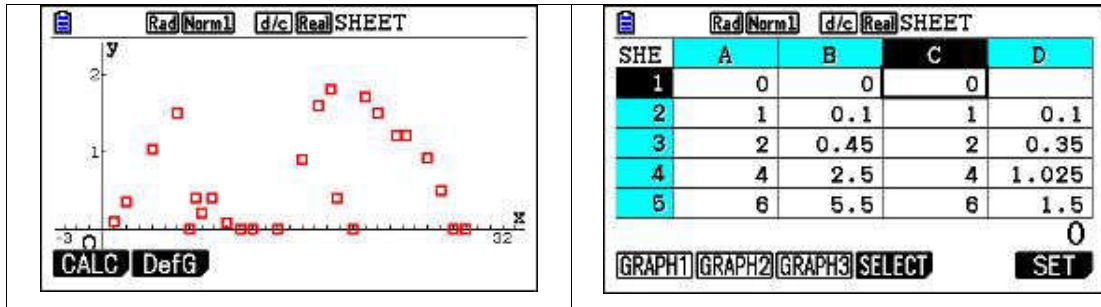 Rad Norm1 d/c Real SHEET
y
2
1
-3 O 32 x
CALC DefG
Rad Norm1 d/c Real SHEET
SHE A B C D
1 0 0 0
2 1 0.1 1 0.1
3 2 0.45 2 0.35
4 4 2.5 4 1.025
5 6 5.5 6 1.5
0
GRAPH1 GRAPH2 GRAPH3 SELECT SET